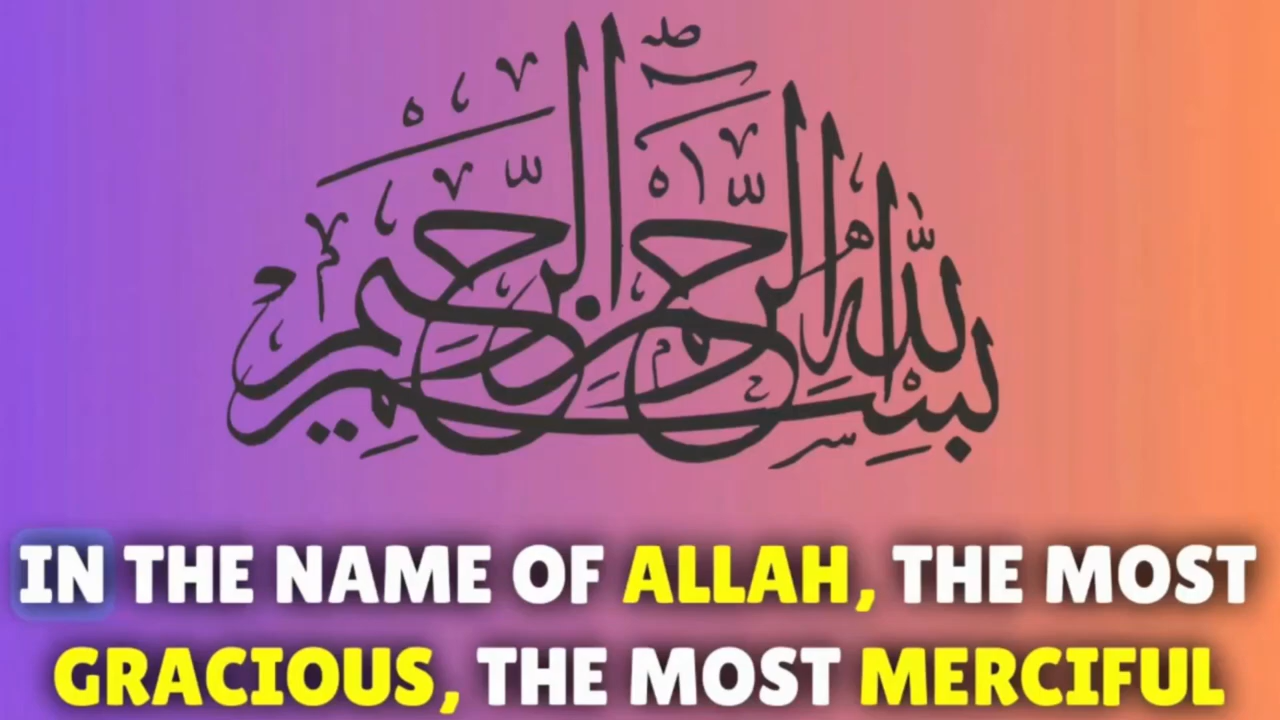 بسم الله الرحمن الرحيم
IN THE NAME OF ALLAH, THE MOST
GRACIOUS, THE MOST MERCIFUL